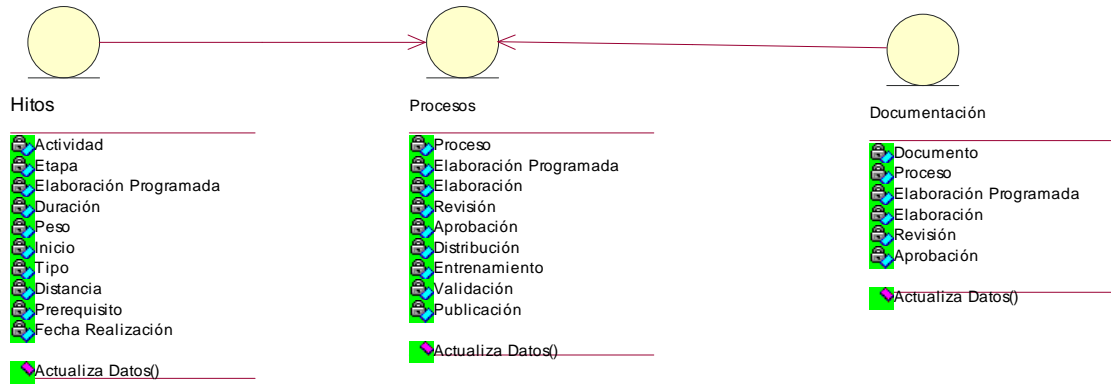 Hitos
Actividad
Etapa
Elaboración Programada
Duración
Peso
Inicio
Tipo
Distancia
Prerequisito
Fecha Realización
Actualiza Datos()
Procesos
Proceso
Elaboración Programada
Elaboración
Revisión
Aprobación
Distribución
Entrenamiento
Validación
Publicación
Actualiza Datos()
Documentación
Documento
Proceso
Elaboración Programada
Elaboración
Revisión
Aprobación
Actualiza Datos()